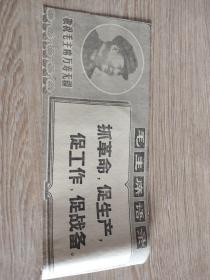 敬祝毛主席万寿无疆
毛主席语录
抓革命，促生产，
促工作，促战备。